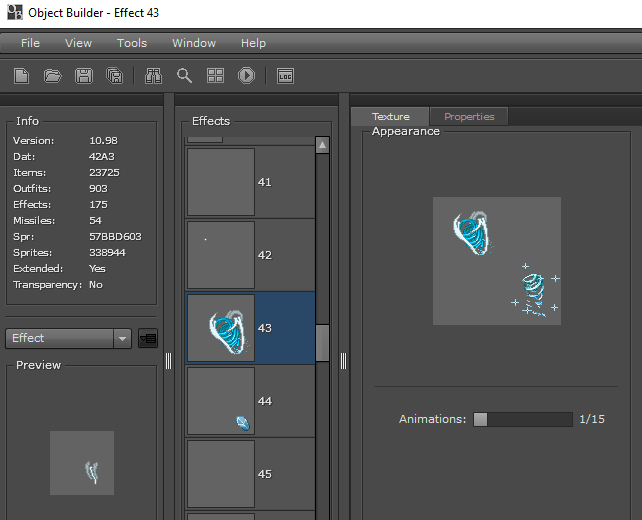 Object Builder - Effect 43
File View Tools Window Help
LOG
Info
Version: 10.98
Dat: 42A3
Items: 23725
Outfits: 903
Effects: 175
Missiles: 54
Spr: 57BBD603
Sprites: 338944
Extended: Yes
Transparency: No
Effect
Preview
Effects
41
42
43
44
45
Texture Properties
Appearance
Animations: 1/15